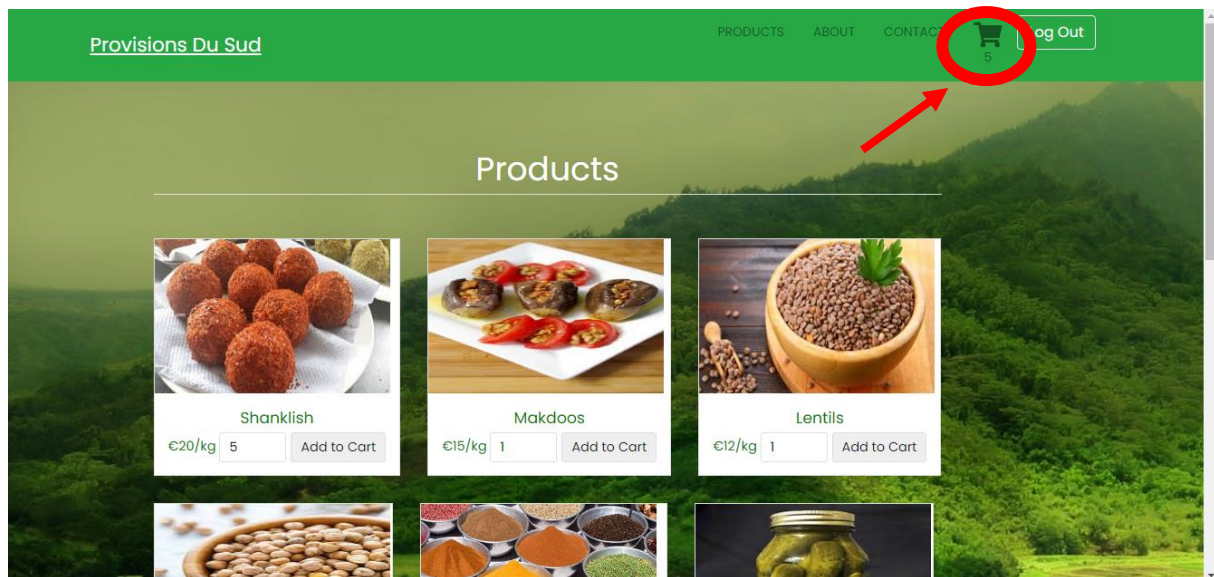 Provisions Du Sud
PRODUCTS ABOUT CONTACT
5
Log Out
Products
Shanklish
€20/kg 5 Add to Cart
Makdoos
€15/kg 1 Add to Cart
Lentils
€12/kg 1 Add to Cart